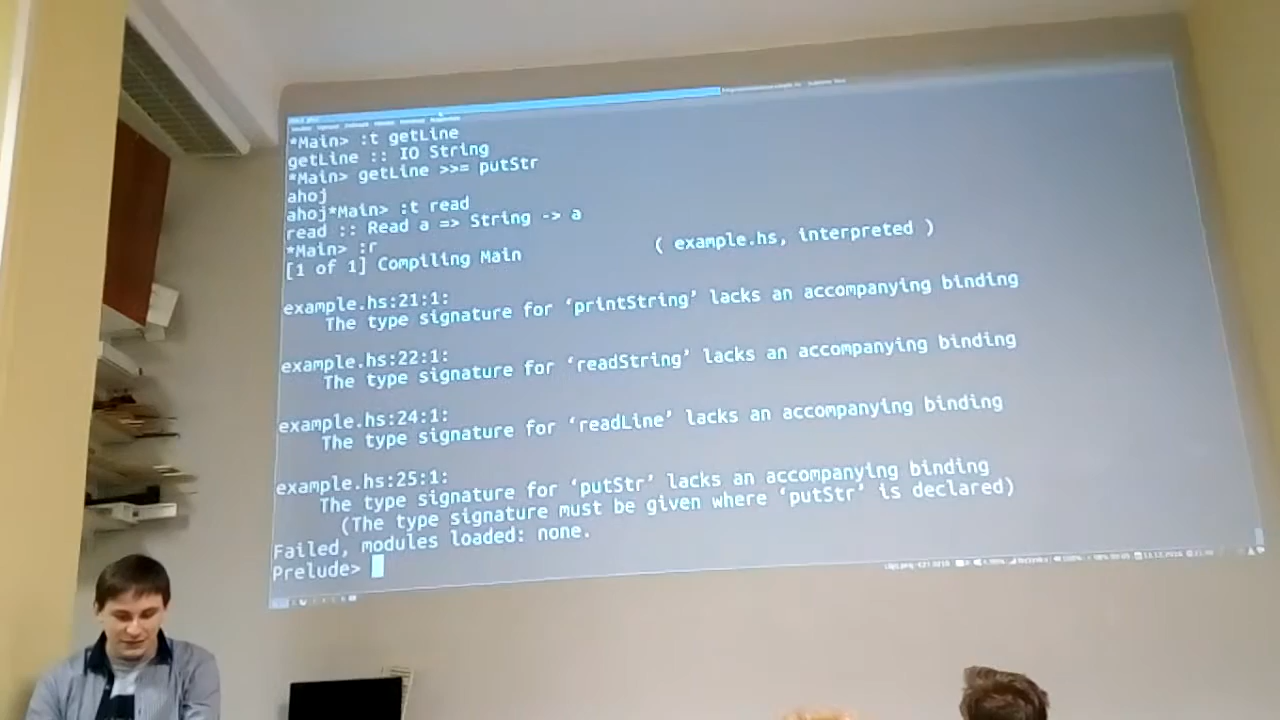 *Main> :t getLine
getLine :: IO String
*Main> getLine >>= putStr
ahoj
ahoj*Main> :t read
read :: Read a => String -> a
*Main> :r
[1 of 1] Compiling Main ( example.hs, interpreted )
example.hs:21:1:
The type signature for ‘printString’ lacks an accompanying binding
example.hs:22:1:
The type signature for ‘readString’ lacks an accompanying binding
example.hs:24:1:
The type signature for ‘readLine’ lacks an accompanying binding
example.hs:25:1:
The type signature for ‘putStr’ lacks an accompanying binding
(The type signature must be given where ‘putStr’ is declared)
Failed, modules loaded: none.
Prelude>